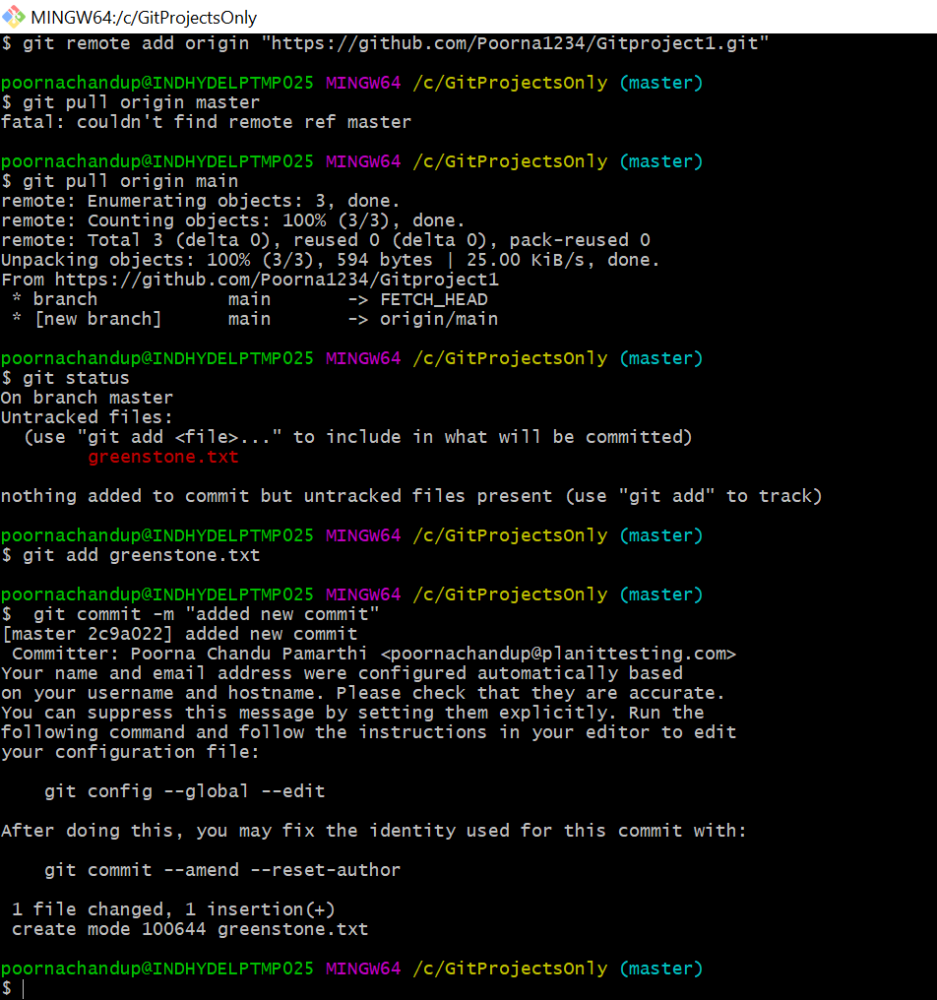 MINGW64:/c/GitProjectsOnly
$ git remote add origin "https://github.com/Poorna1234/Gitproject1.git"
poornachandup@INDHYDELPTMP025 MINGW64 /c/GitProjectsOnly (master)
$ git pull origin master
fatal: couldn't find remote ref master
poornachandup@INDHYDELPTMP025 MINGW64 /c/GitProjectsOnly (master)
$ git pull origin main
remote: Enumerating objects: 3, done.
remote: Counting objects: 100% (3/3), done.
remote: Total 3 (delta 0), reused 0 (delta 0), pack-reused 0
Unpacking objects: 100% (3/3), 594 bytes | 25.00 KiB/s, done.
From https://github.com/Poorna1234/Gitproject1
 * branch            main       -> FETCH_HEAD
 * [new branch]      main       -> origin/main
poornachandup@INDHYDELPTMP025 MINGW64 /c/GitProjectsOnly (master)
$ git status
On branch master
Untracked files:
  (use "git add <file>..." to include in what will be committed)
        greenstone.txt
nothing added to commit but untracked files present (use "git add" to track)
poornachandup@INDHYDELPTMP025 MINGW64 /c/GitProjectsOnly (master)
$ git add greenstone.txt
poornachandup@INDHYDELPTMP025 MINGW64 /c/GitProjectsOnly (master)
$  git commit -m "added new commit"
[master 2c9a022] added new commit
 Committer: Poorna Chandu Pamarthi <poornachandup@planittesting.com>
Your name and email address were configured automatically based
on your username and hostname. Please check that they are accurate.
You can suppress this message by setting them explicitly. Run the
following command and follow the instructions in your editor to edit
your configuration file:
    git config --global --edit
After doing this, you may fix the identity used for this commit with:
    git commit --amend --reset-author
 1 file changed, 1 insertion(+)
 create mode 100644 greenstone.txt
poornachandup@INDHYDELPTMP025 MINGW64 /c/GitProjectsOnly (master)
$